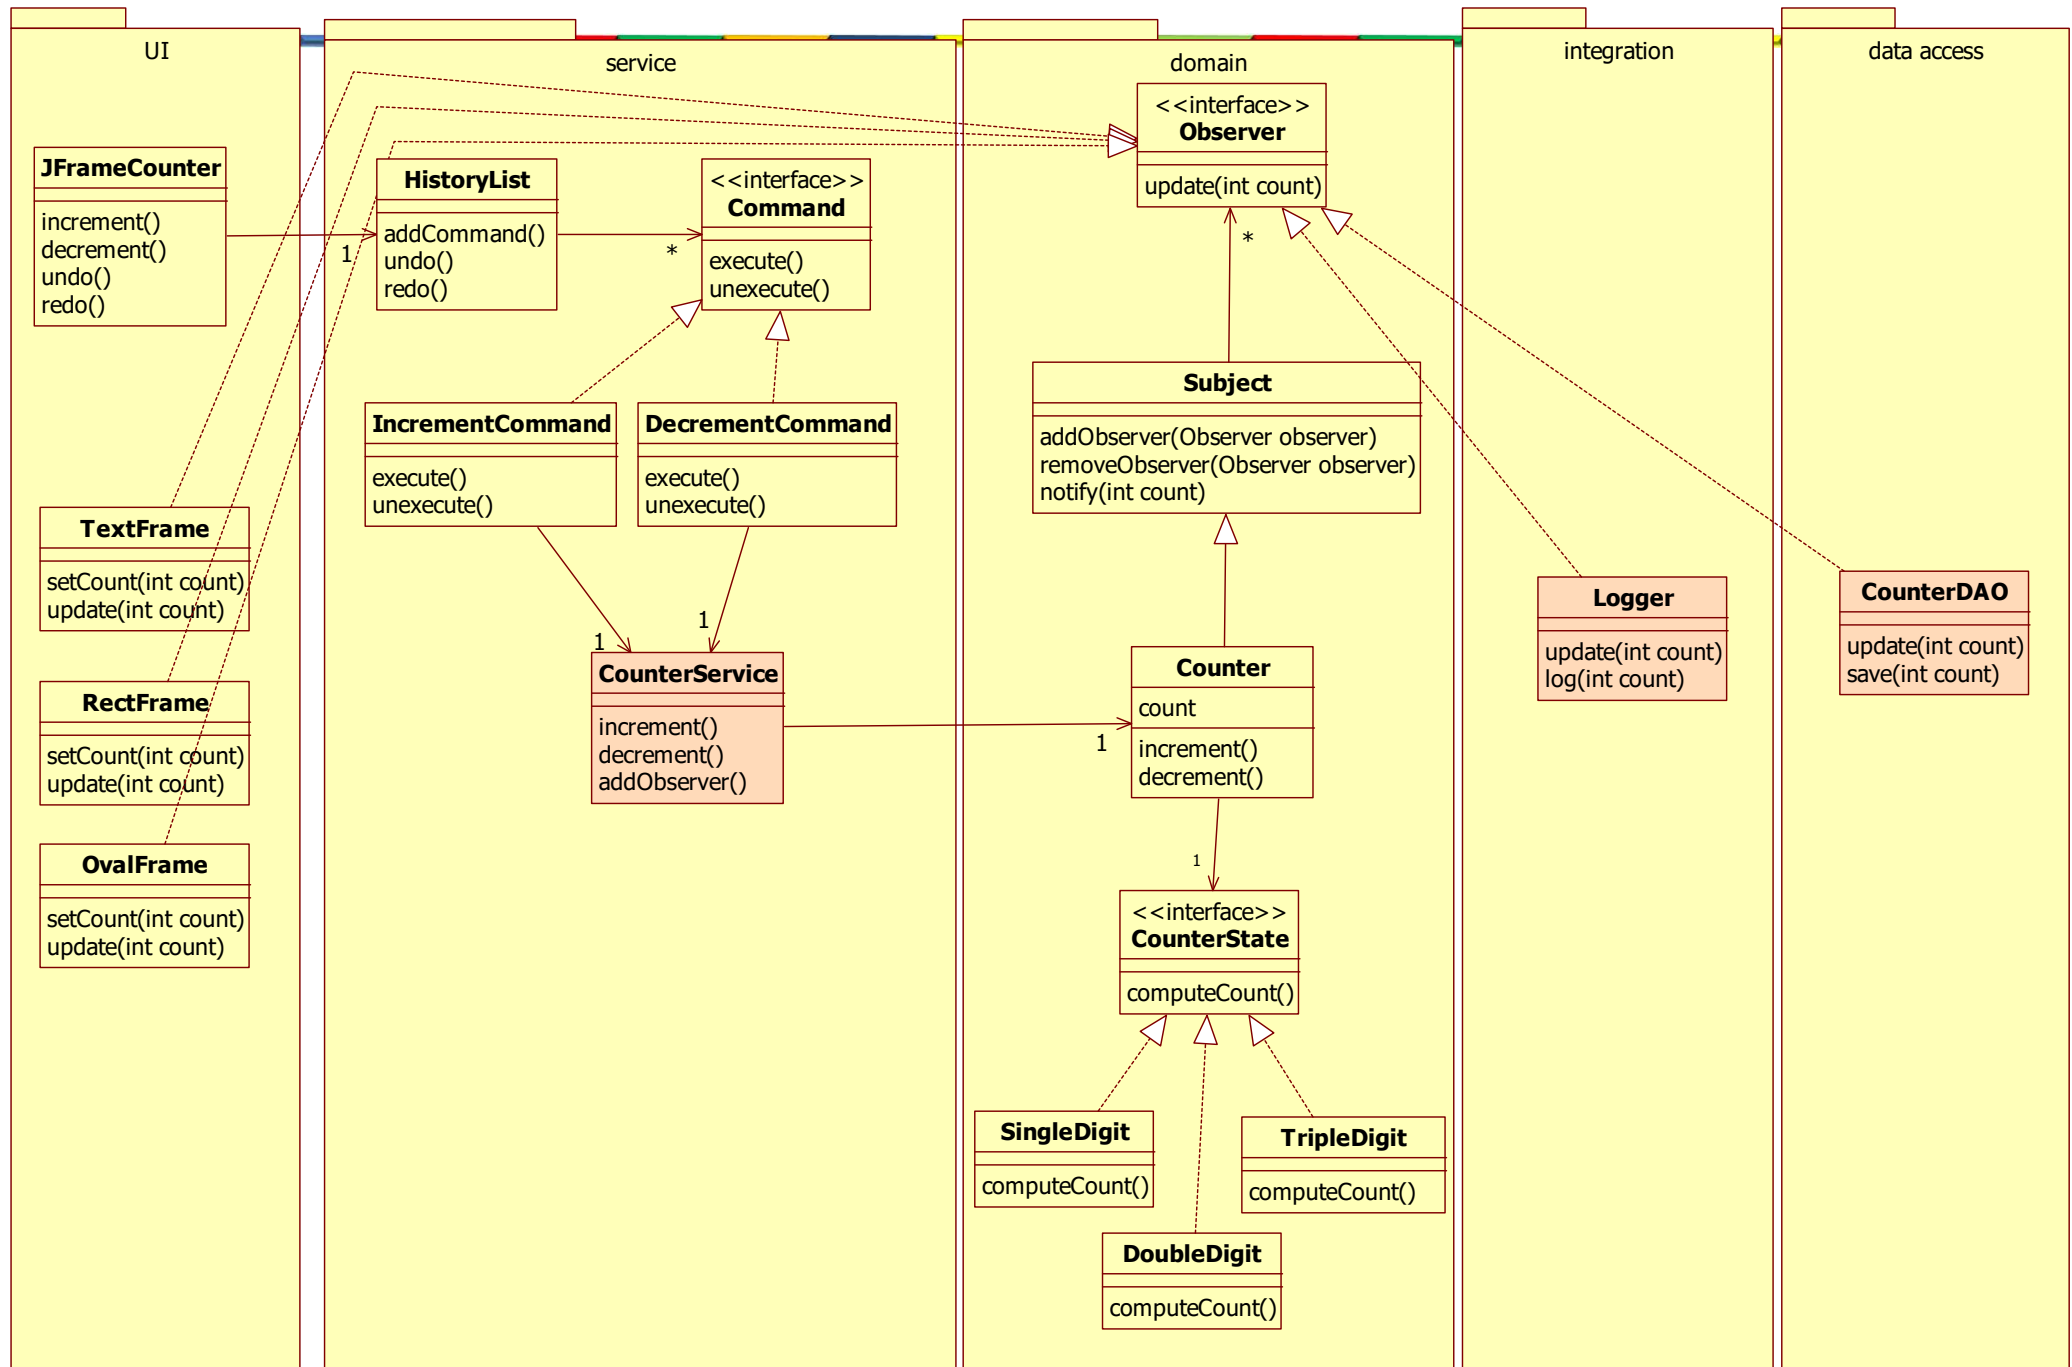 UI
JFrameCounter
increment()
decrement()
undo()
redo()
TextFrame
setCount(int count)
update(int count)
RectFrame
setCount(int count)
update(int count)
OvalFrame
setCount(int count)
update(int count)
service
1
HistoryList
addCommand()
undo()
redo()
*
<<interface>>
Command
execute()
unexecute()
IncrementCommand
execute()
unexecute()
DecrementCommand
execute()
unexecute()
1
1
CounterService
increment()
decrement()
addObserver()
domain
<<interface>>
Observer
update(int count)
*
Subject
addObserver(Observer observer)
removeObserver(Observer observer)
notify(int count)
Counter
count
increment()
decrement()
1
1
<<interface>>
CounterState
computeCount()
SingleDigit
computeCount()
TripleDigit
computeCount()
DoubleDigit
computeCount()
integration
Logger
update(int count)
log(int count)
data access
CounterDAO
update(int count)
save(int count)